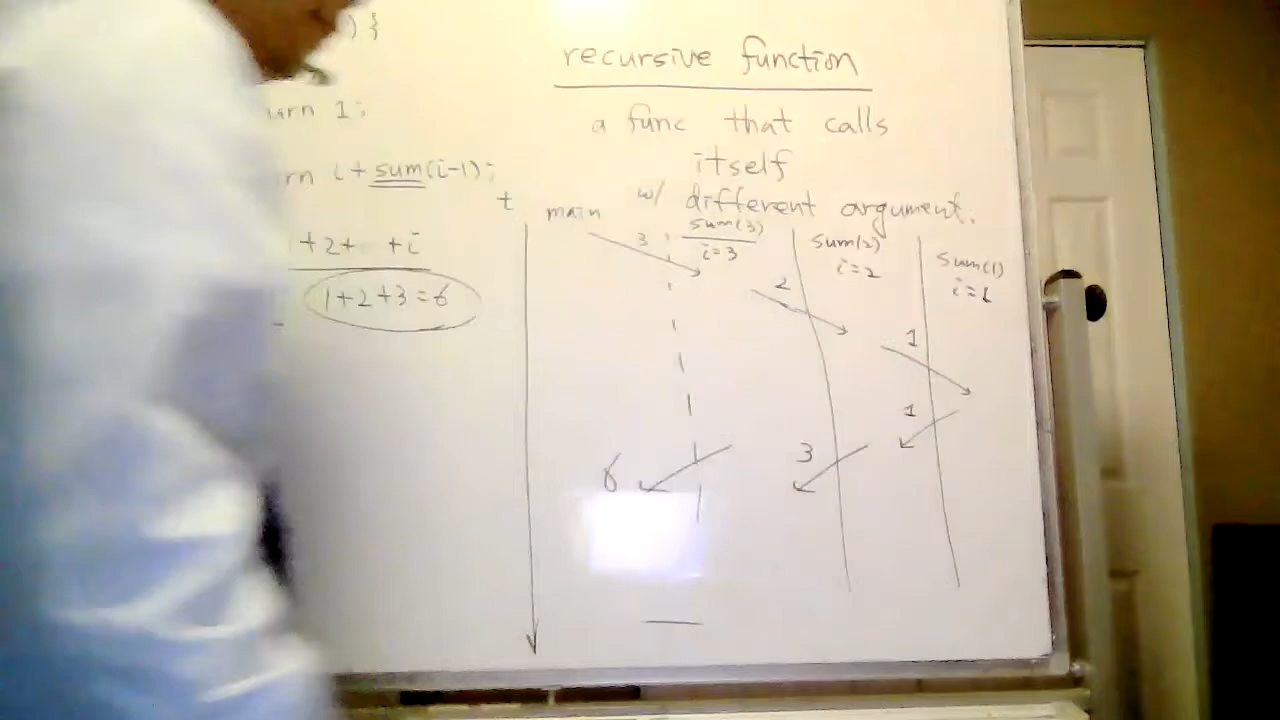 ) {
urn 1;
rn i + sum(i-1);
+2+ +i
1+2+3=6
recursive function
a func that calls
itself
w/ different argument.
t main
3
sum(3)
i=3
sum(2)
i=2
sum(1)
i=1
2
1
1
3
6